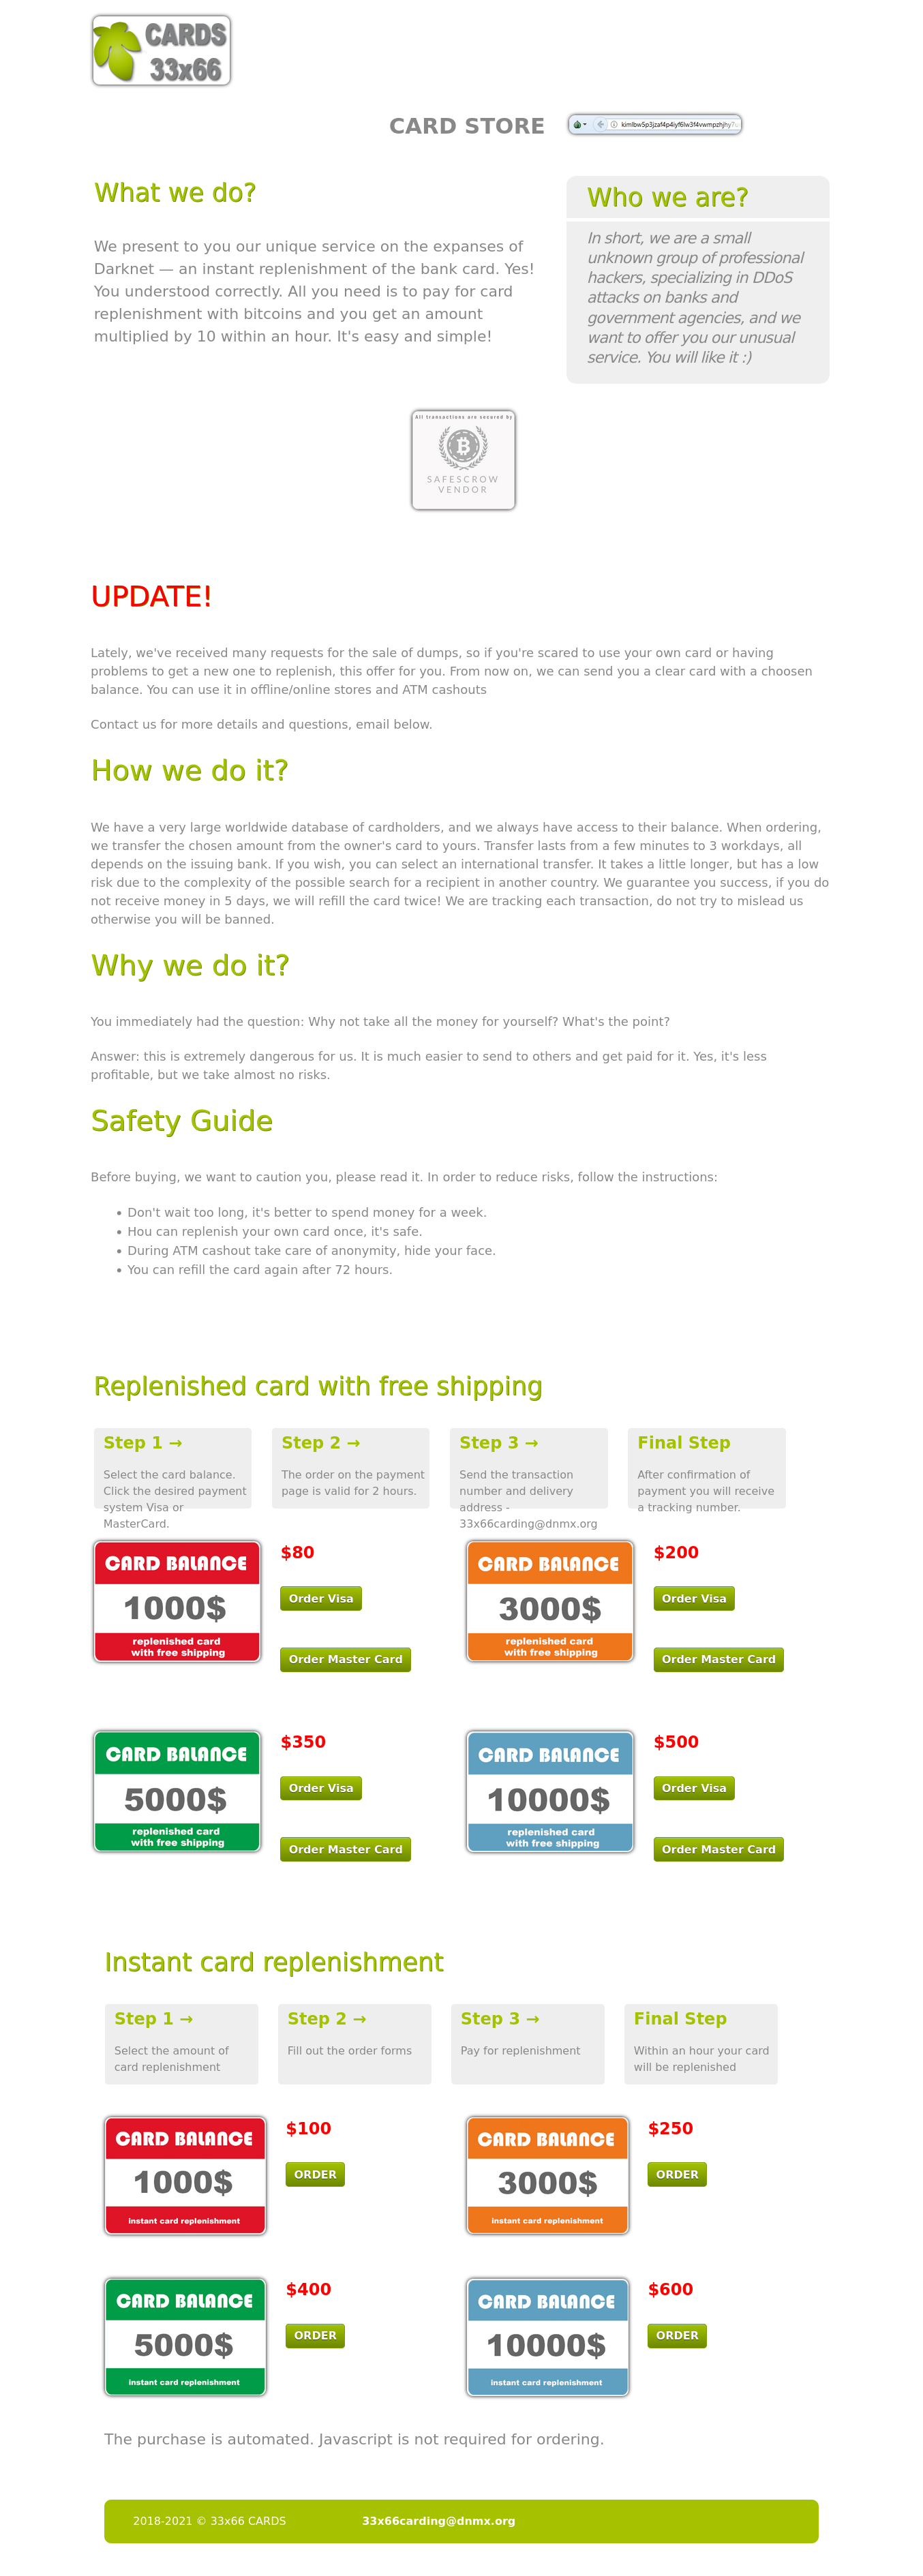 CARDS
33x66
CARD STORE
What we do?
We present to you our unique service on the expanses of
Darknet — an instant replenishment of the bank card. Yes!
You understood correctly. All you need is to pay for card
replenishment with bitcoins and you get an amount
multiplied by 10 within an hour. It's easy and simple!
Who we are?
In short, we are a small
unknown group of professional
hackers, specializing in DDoS
attacks on banks and
government agencies, and we
want to offer you our unusual
service. You will like it :)
All transactions are secured by
SAFESCROW
VENDOR
UPDATE!
Lately, we've received many requests for the sale of dumps, so if you're scared to use your own card or having
problems to get a new one to replenish, this offer for you. From now on, we can send you a clear card with a choosen
balance. You can use it in offline/online stores and ATM cashouts
Contact us for more details and questions, email below.
How we do it?
We have a very large worldwide database of cardholders, and we always have access to their balance. When ordering,
we transfer the chosen amount from the owner's card to yours. Transfer lasts from a few minutes to 3 workdays, all
depends on the issuing bank. If you wish, you can select an international transfer. It takes a little longer, but has a low
risk due to the complexity of the possible search for a recipient in another country. We guarantee you success, if you do
not receive money in 5 days, we will refill the card twice! We are tracking each transaction, do not try to mislead us
otherwise you will be banned.
Why we do it?
You immediately had the question: Why not take all the money for yourself? What's the point?
Answer: this is extremely dangerous for us. It is much easier to send to others and get paid for it. Yes, it's less
profitable, but we take almost no risks.
Safety Guide
Before buying, we want to caution you, please read it. In order to reduce risks, follow the instructions:
• Don't wait too long, it's better to spend money for a week.
• Hou can replenish your own card once, it's safe.
• During ATM cashout take care of anonymity, hide your face.
• You can refill the card again after 72 hours.
Replenished card with free shipping
Step 1 →
Select the card balance.
Click the desired payment
system Visa or
MasterCard.
Step 2 →
The order on the payment
page is valid for 2 hours.
Step 3 →
Send the transaction
number and delivery
address -
33x66carding@dnmx.org
Final Step
After confirmation of
payment you will receive
a tracking number.
CARD BALANCE
1000$
replenished card
with free shipping
$80
Order Visa
Order Master Card
CARD BALANCE
3000$
replenished card
with free shipping
$200
Order Visa
Order Master Card
CARD BALANCE
5000$
replenished card
with free shipping
$350
Order Visa
Order Master Card
CARD BALANCE
10000$
replenished card
with free shipping
$500
Order Visa
Order Master Card
Instant card replenishment
Step 1 →
Select the amount of
card replenishment
Step 2 →
Fill out the order forms
Step 3 →
Pay for replenishment
Final Step
Within an hour your card
will be replenished
CARD BALANCE
1000$
instant card replenishment
$100
ORDER
CARD BALANCE
3000$
instant card replenishment
$250
ORDER
CARD BALANCE
5000$
instant card replenishment
$400
ORDER
CARD BALANCE
10000$
instant card replenishment
$600
ORDER
The purchase is automated. Javascript is not required for ordering.
2018-2021 © 33x66 CARDS
33x66carding@dnmx.org